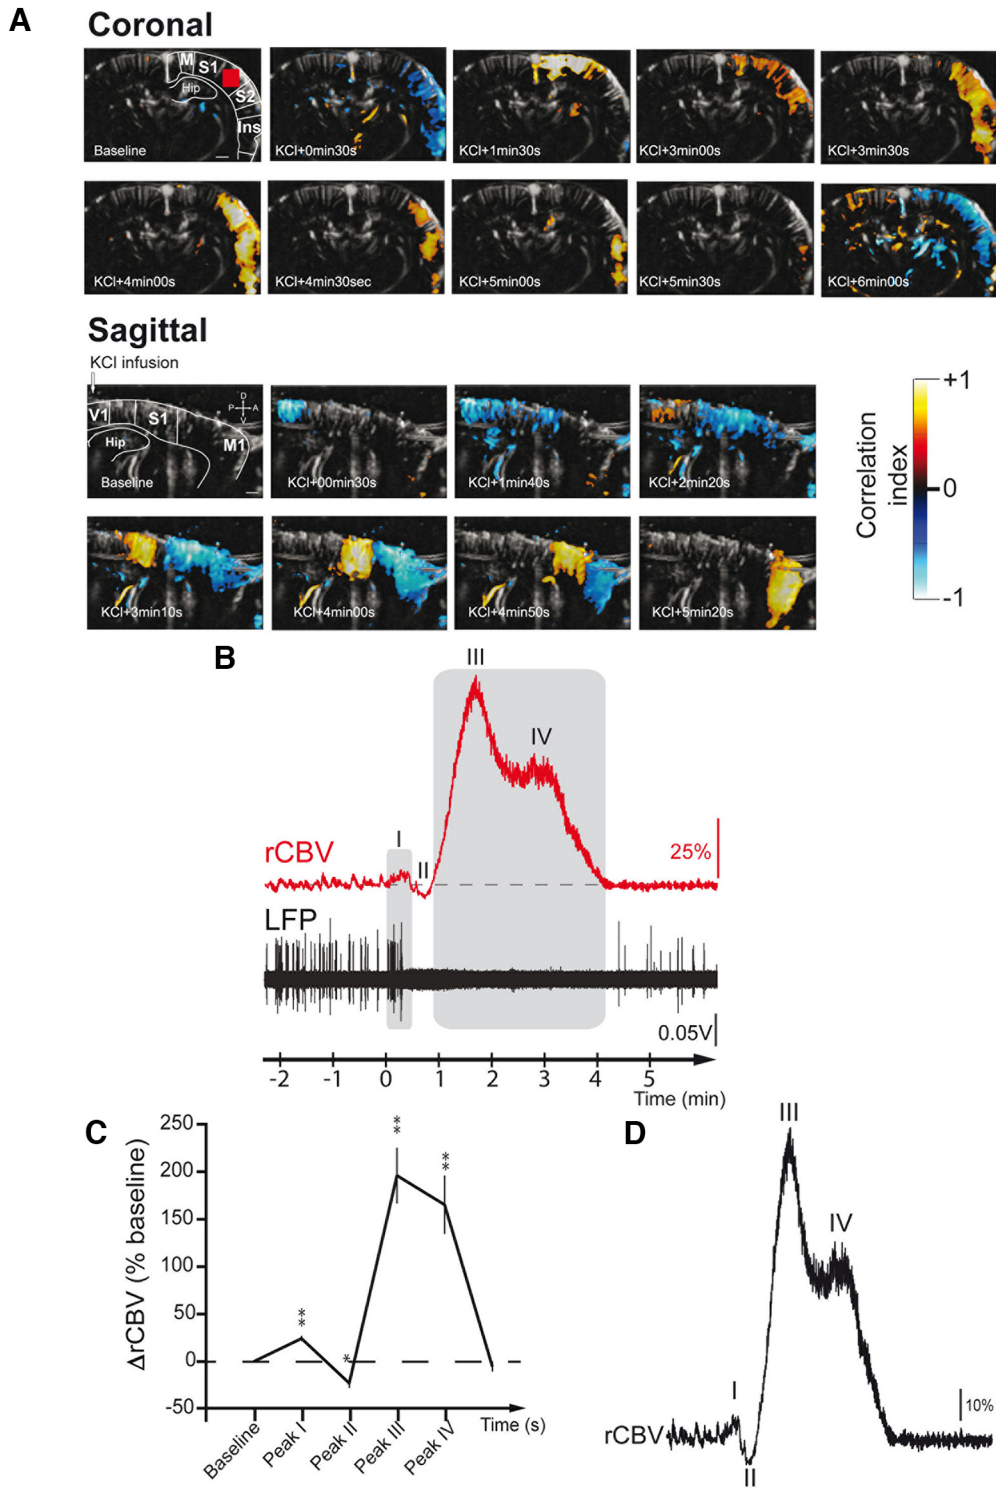 A
Coronal
M
S1
Hip
S2
Ins
Baseline
KCl+0min30s
KCl+1min30s
KCl+3min00s
KCl+3min30s
KCl+4min00s
KCl+4min30sec
KCl+5min00s
KCl+5min30s
KCl+6min00s
Sagittal
KCl infusion
V1
S1
D
P A
V
Hip
M1
Baseline
KCl+00min30s
KCl+1min40s
KCl+2min20s
KCl+3min10s
KCl+4min00s
KCl+4min50s
KCl+5min20s
Correlation
index
+1
0
-1
B
III
IV
I
II
rCBV
25%
LFP
0.05V
-2 -1 0 1 2 3 4 5
Time (min)
C
ΔrCBV (% baseline)
250
200
150
100
50
0
-50
**
*
**
**
Baseline
Peak I
Peak II
Peak III
Peak IV
Time (s)
D
III
IV
I
II
rCBV
10%